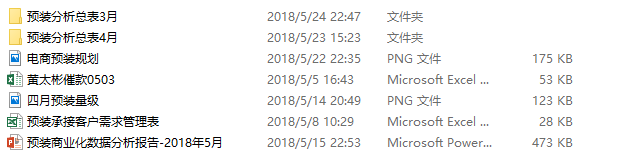 预装分析总表3月 2018/5/24 22:47 文件夹
预装分析总表4月 2018/5/23 15:23 文件夹
电商预装规划 2018/5/22 22:35 PNG 文件 175 KB
黄太彬催款0503 2018/5/5 16:43 Microsoft Excel ... 53 KB
四月预装量级 2018/5/14 20:49 PNG 文件 123 KB
预装承接客户需求管理表 2018/5/8 10:29 Microsoft Excel ... 28 KB
预装商业化数据分析报告-2018年5月 2018/5/15 22:53 Microsoft Power... 473 KB